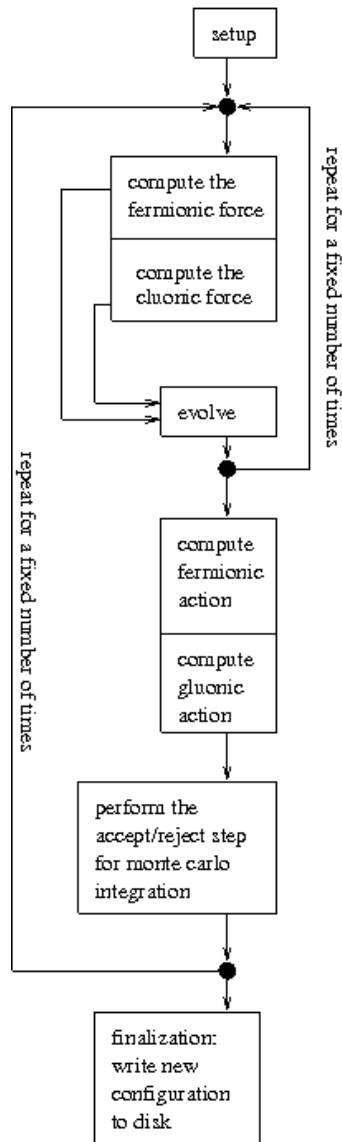 setup
repeat for a fixed number of times
compute the
fermionic force
compute the
cluonic force
evolve
repeat for a fixed number of times
compute
fermionic
action
compute
gluonic
action
perform the
accept/reject step
for monte carlo
integration
finalization:
write new
configuration
to disk